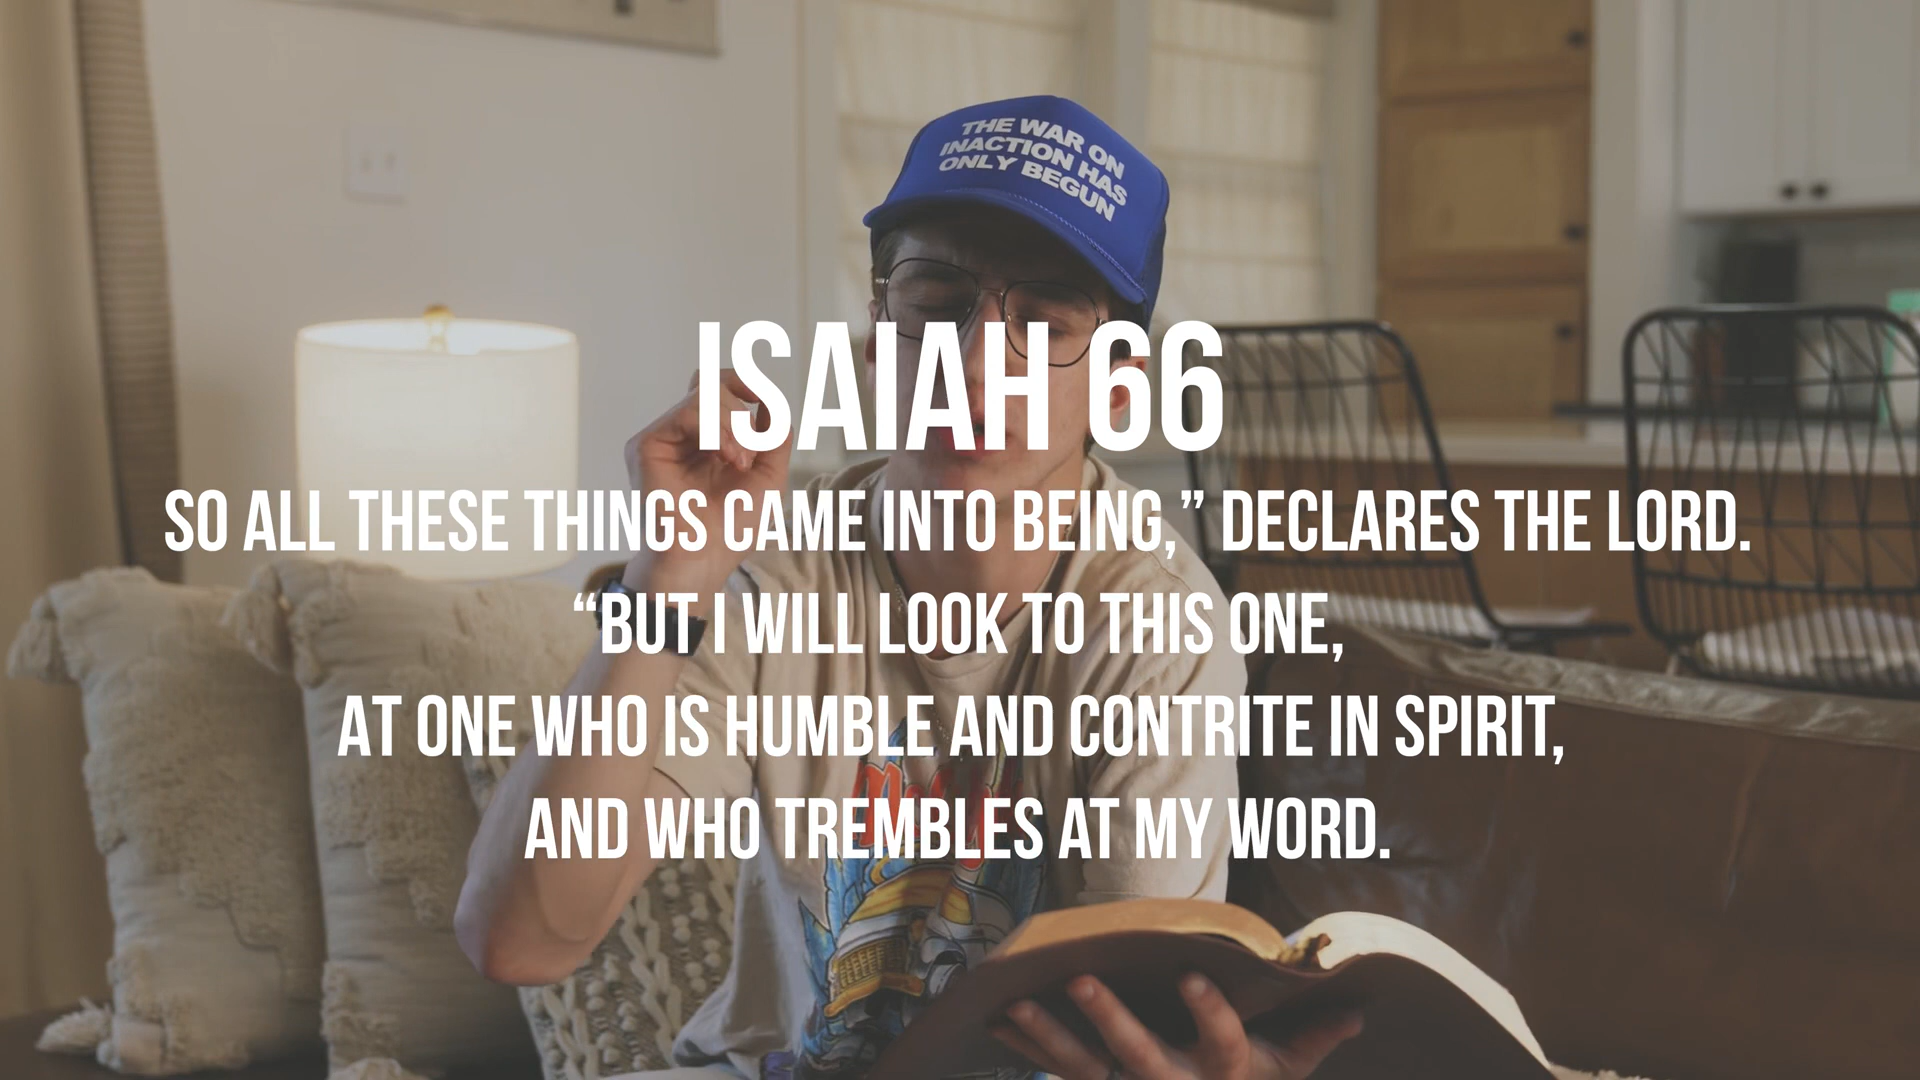 THE WAR ON
INACTION HAS
ONLY BEGUN
ISAIAH 66
SO ALL THESE THINGS CAME INTO BEING,” DECLARES THE LORD.
“BUT I WILL LOOK TO THIS ONE,
AT ONE WHO IS HUMBLE AND CONTRITE IN SPIRIT,
AND WHO TREMBLES AT MY WORD.